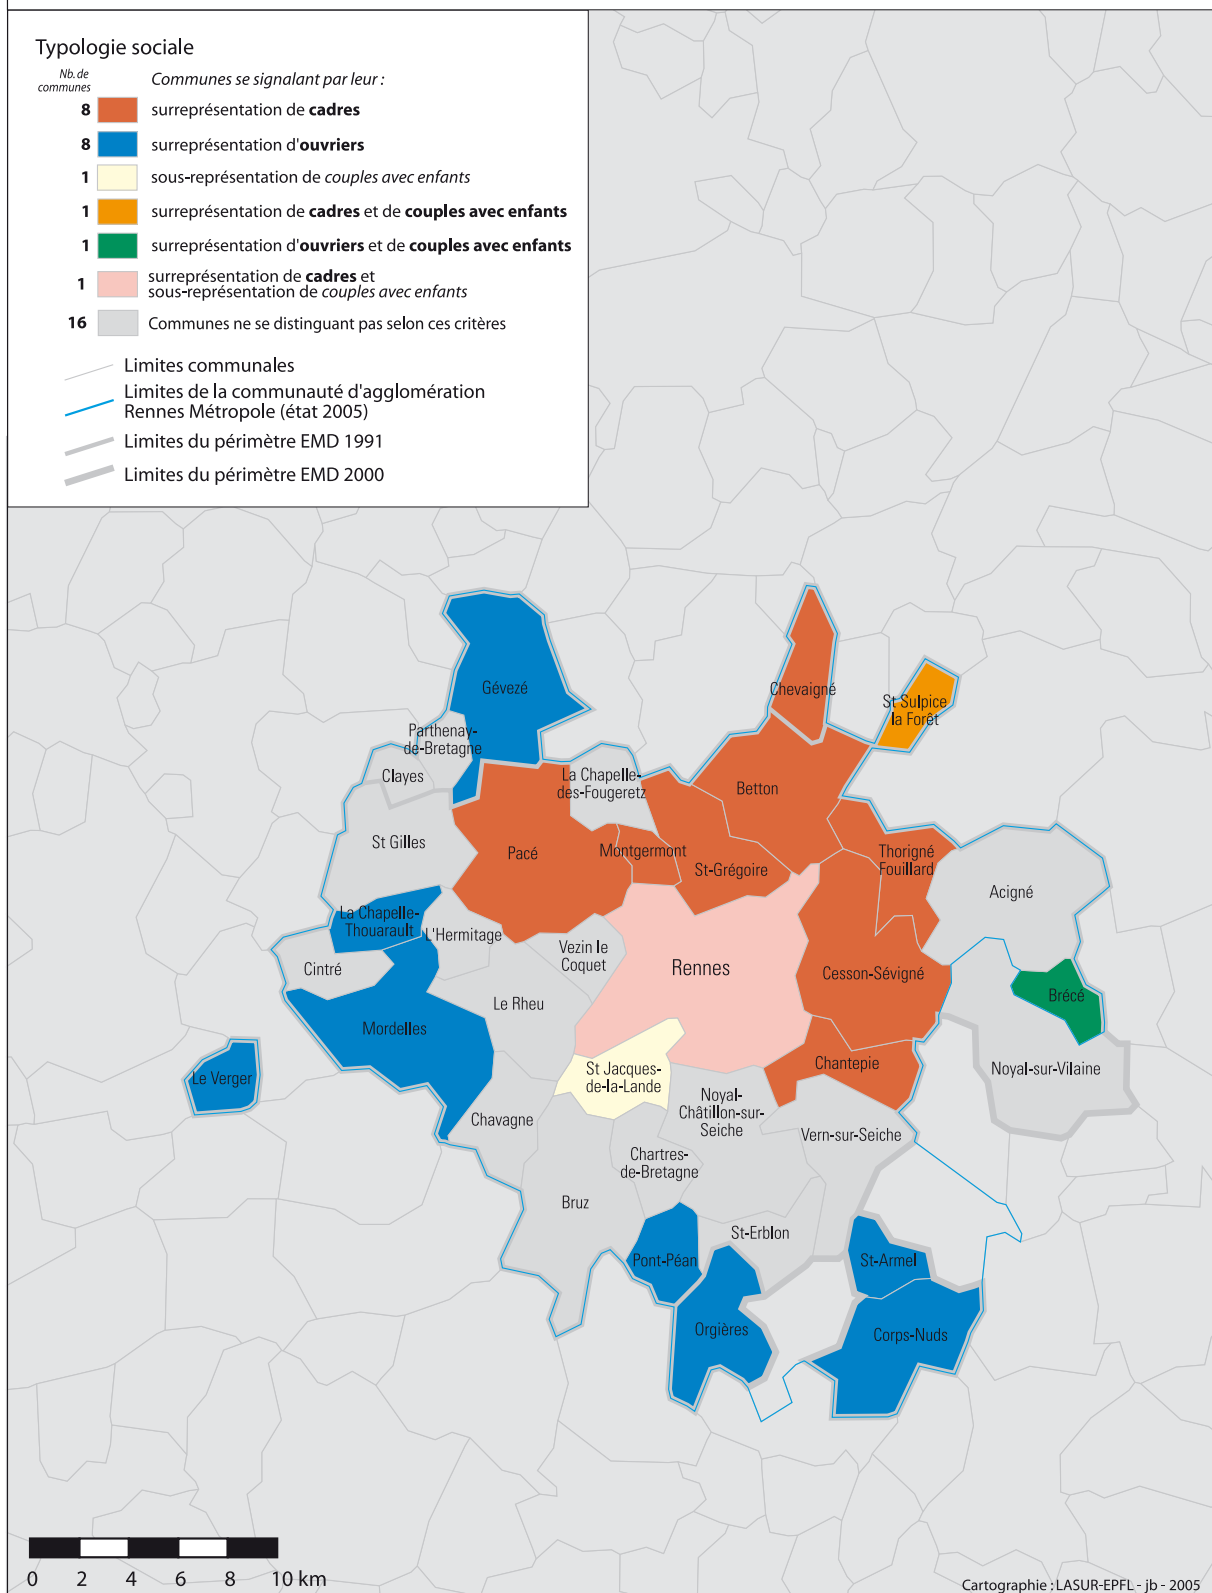 Typologie sociale
Nb. de
communes
Communes se signalant par leur :
8 surreprésentation de cadres
8 surreprésentation d'ouvriers
1 sous-représentation de couples avec enfants
1 surreprésentation de cadres et de couples avec enfants
1 surreprésentation d'ouvriers et de couples avec enfants
1 surreprésentation de cadres et
sous-représentation de couples avec enfants
16 Communes ne se distinguant pas selon ces critères
Limites communales
Limites de la communauté d'agglomération
Rennes Métropole (état 2005)
Limites du périmètre EMD 1991
Limites du périmètre EMD 2000
Gévezé
Chevaigné
St Sulpice
la Forêt
Parthenay-
de-Bretagne
Clayes
La Chapelle-
des-Fougeretz
Betton
St Gilles
Pacé
Montgermont
St-Grégoire
Thorigné
Fouillard
Acigné
La Chapelle-
Thouarault
L'Hermitage
Vezin le
Coquet
Rennes
Cesson-Sévigné
Cintré
Le Rheu
Brécé
Mordelles
Le Verger
St Jacques-
de-la-Lande
Chantepie
Noyal-sur-Vilaine
Noyal-
Châtillon-sur-
Seiche
Chavagne
Vern-sur-Seiche
Chartres-
de-Bretagne
Bruz
St-Erblon
Pont-Péan
St-Armel
Orgières
Corps-Nuds
0 2 4 6 8 10 km
Cartographie : LASUR-EPFL - jb - 2005